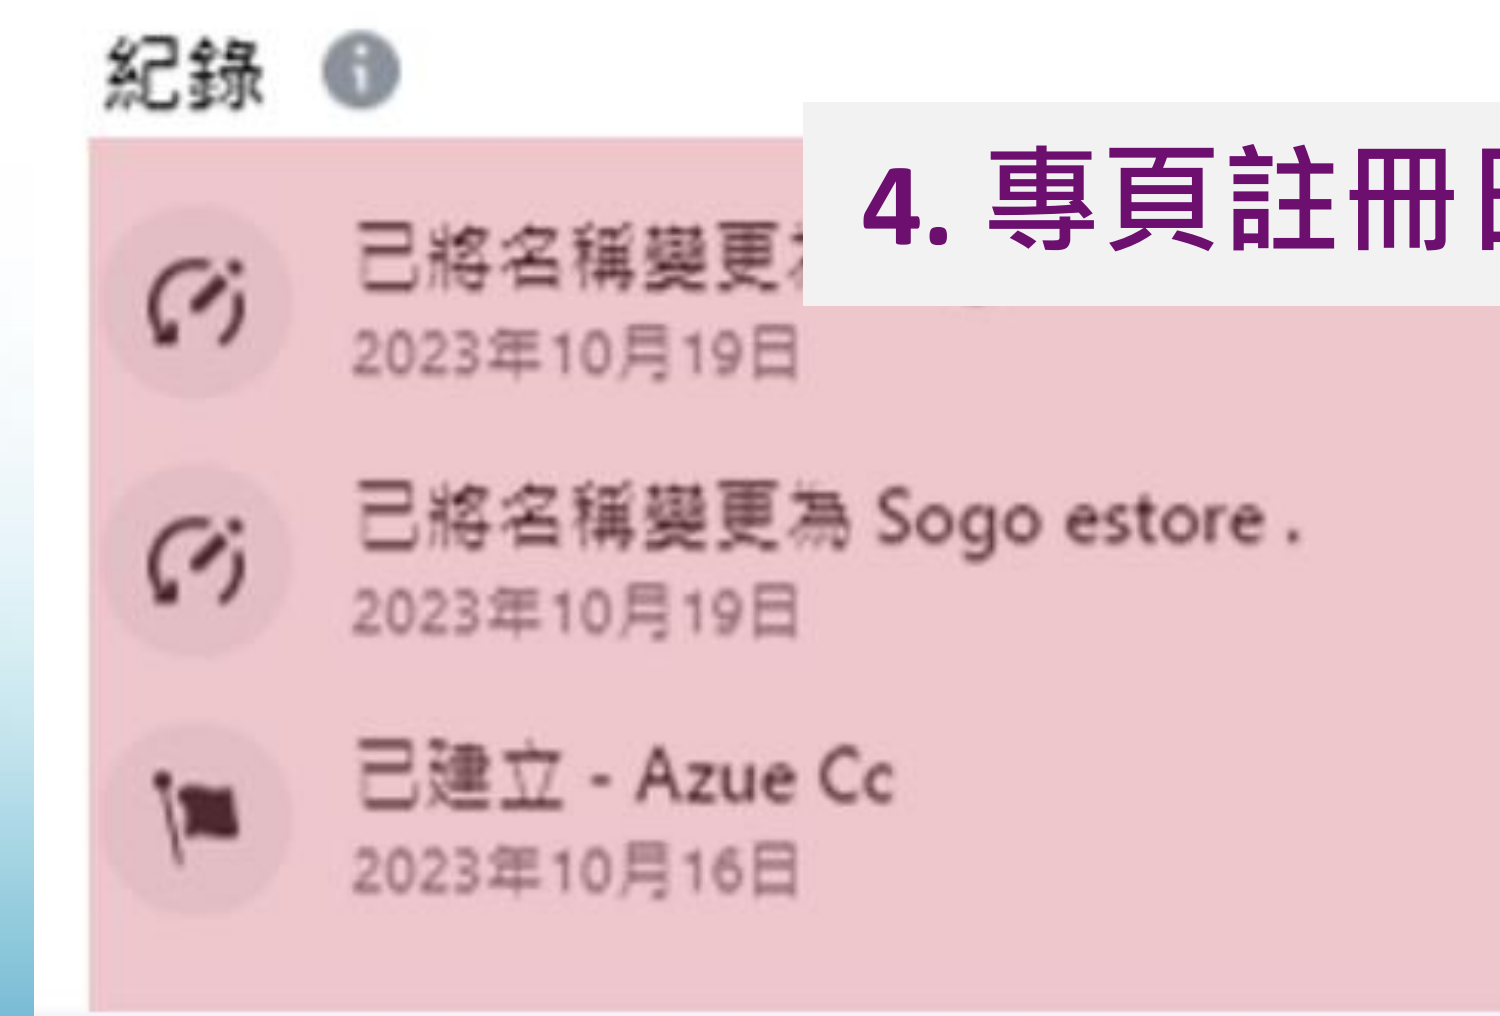 紀錄
4. 專頁註冊
已將名稱變更
2023年10月19日
已將名稱變更為 Sogo estore .
2023年10月19日
已建立 - Azue Cc
2023年10月16日